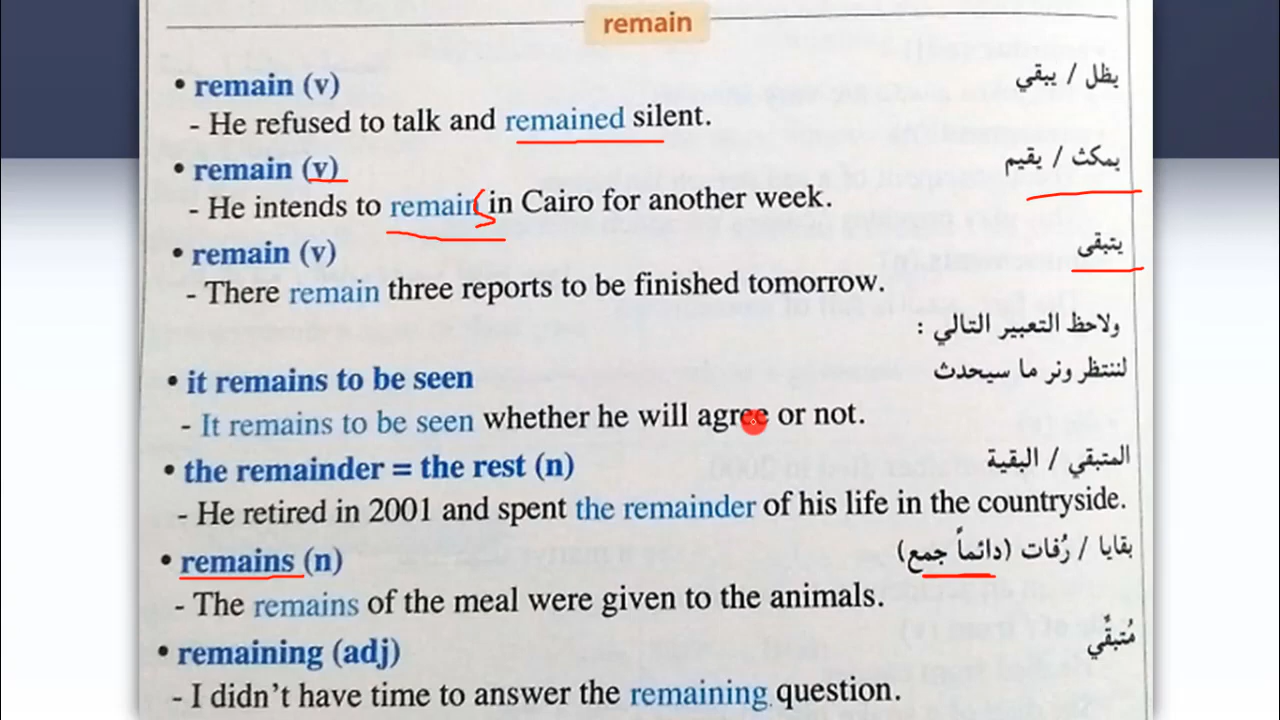 remain
• remain (v) يظل / يبقي
- He refused to talk and remained silent.
• remain (v) يمكث / يقيم
- He intends to remain in Cairo for another week.
• remain (v) يتبقى
- There remain three reports to be finished tomorrow.
ولاحظ التعبير التالي :
• it remains to be seen لننتظر ونر ما سيحدث
- It remains to be seen whether he will agree or not.
• the remainder = the rest (n) المتبقي / البقية
- He retired in 2001 and spent the remainder of his life in the countryside.
• remains (n) بقايا / رُفات (دائماً جمع)
- The remains of the meal were given to the animals.
• remaining (adj) مُتبقِّي
- I didn't have time to answer the remaining question.